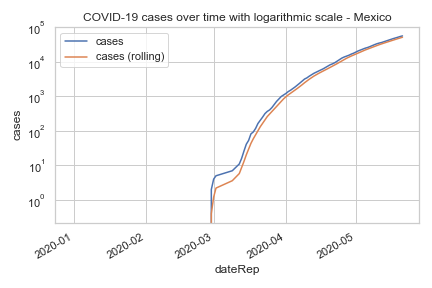 COVID-19 cases over time with logarithmic scale - Mexico
cases
cases (rolling)
10^5
10^4
10^3
10^2
10^1
10^0
cases
2020-01
2020-02
2020-03
2020-04
2020-05
dateRep